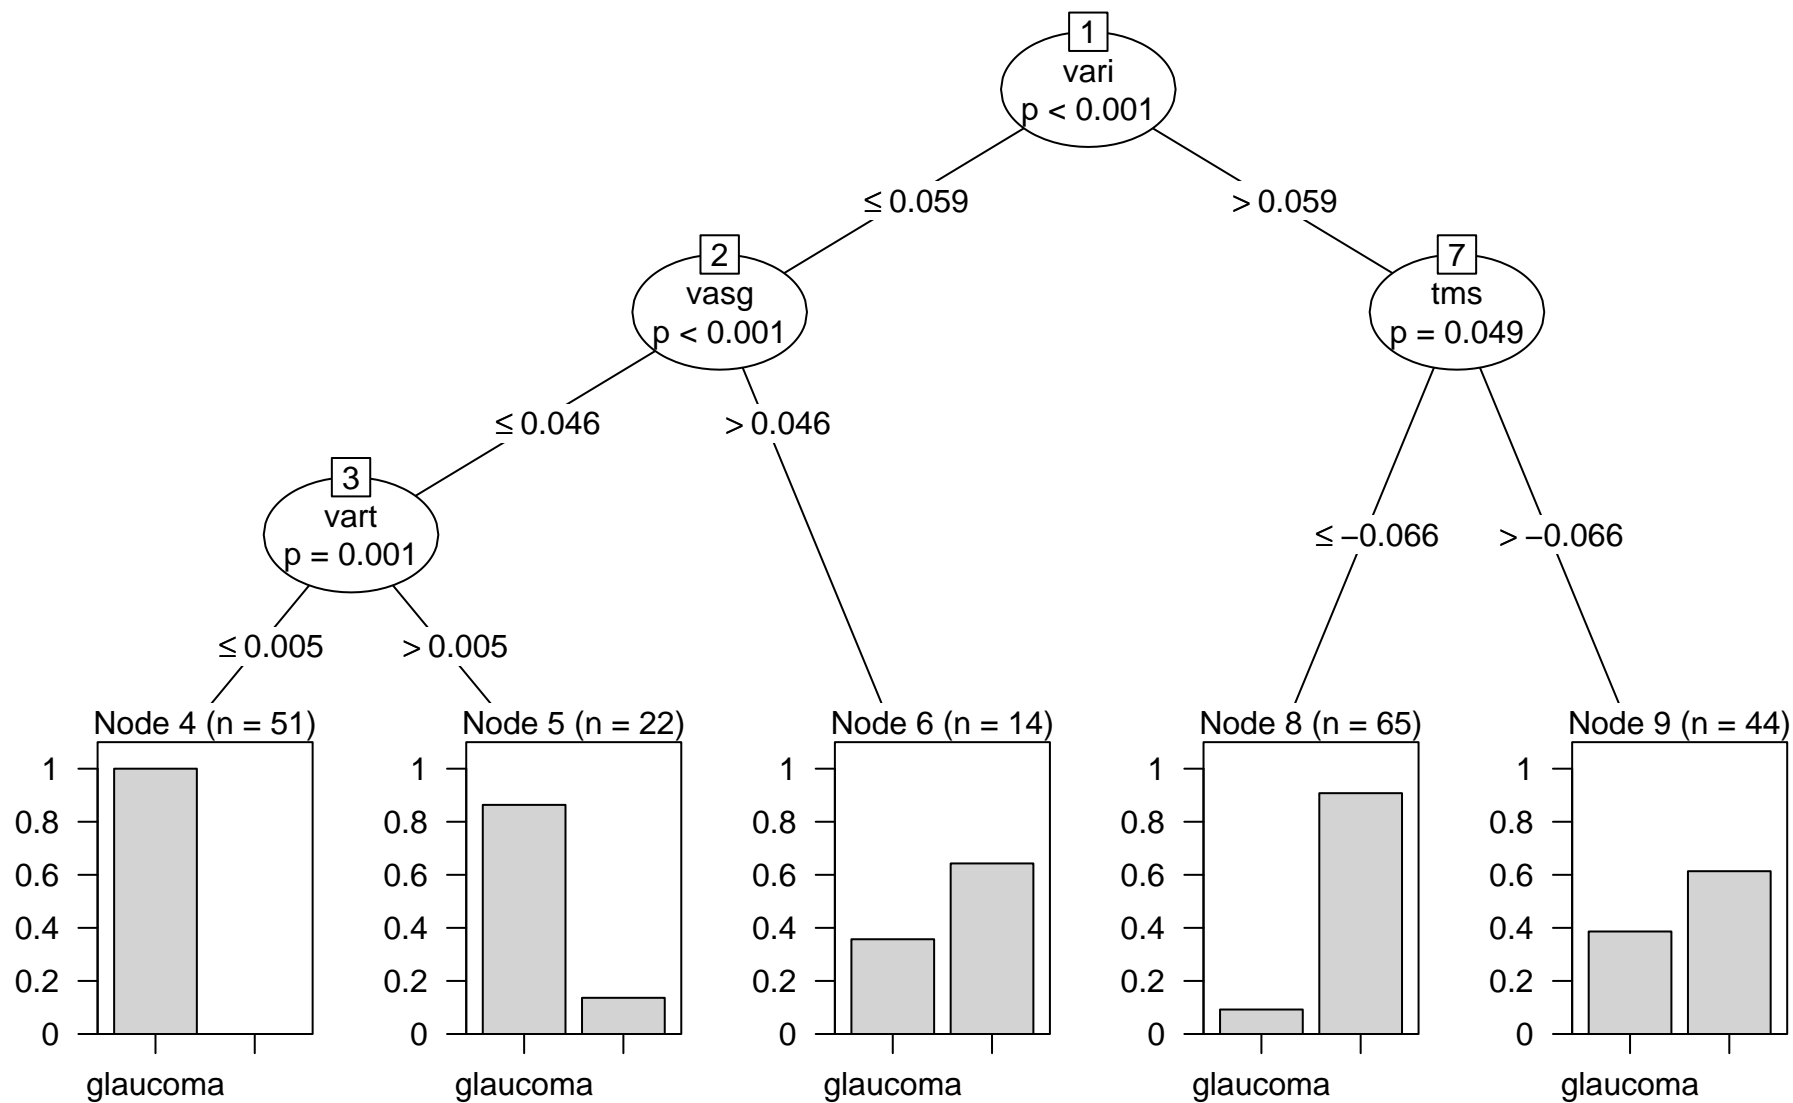 1
vari
p < 0.001
≤ 0.059
> 0.059
2
vasg
p < 0.001
7
tms
p = 0.049
≤ 0.046
> 0.046
3
vart
p = 0.001
≤ −0.066
> −0.066
≤ 0.005
> 0.005
Node 4 (n = 51)
1
0.8
0.6
0.4
0.2
0
glaucoma
Node 5 (n = 22)
1
0.8
0.6
0.4
0.2
0
glaucoma
Node 6 (n = 14)
1
0.8
0.6
0.4
0.2
0
glaucoma
Node 8 (n = 65)
1
0.8
0.6
0.4
0.2
0
glaucoma
Node 9 (n = 44)
1
0.8
0.6
0.4
0.2
0
glaucoma